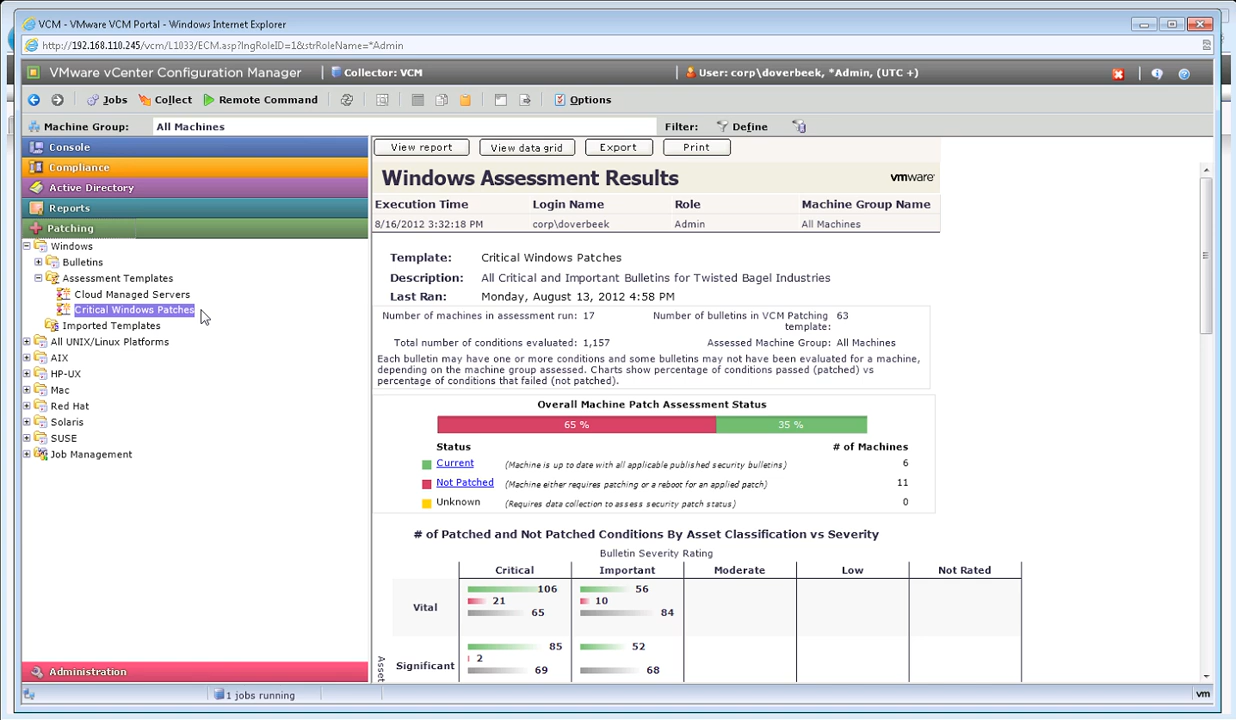 VCM - VMware VCM Portal - Windows Internet Explorer
http://192.168.110.245/vcm/L1033/ECM.asp?lngRoleID=1&strRoleName=*Admin
VMware vCenter Configuration Manager
Collector: VCM
User: corp\doverbeek, *Admin, (UTC +)
Jobs
Collect
Remote Command
Options
Machine Group:
All Machines
Filter:
Define
Console
Compliance
Active Directory
Reports
Patching
Windows
Bulletins
Assessment Templates
Cloud Managed Servers
Critical Windows Patches
Imported Templates
All UNIX/Linux Platforms
AIX
HP-UX
Mac
Red Hat
Solaris
SUSE
Job Management
Administration
View report
View data grid
Export
Print
Windows Assessment Results
vmware
Execution Time Login Name Role Machine Group Name
8/16/2012 3:32:18 PM corp\doverbeek Admin All Machines
Template: Critical Windows Patches
Description: All Critical and Important Bulletins for Twisted Bagel Industries
Last Ran: Monday, August 13, 2012 4:58 PM
Number of machines in assessment run: 17
Number of bulletins in VCM Patching template: 63
Total number of conditions evaluated: 1,157
Assessed Machine Group: All Machines
Each bulletin may have one or more conditions and some bulletins may not have been evaluated for a machine,
depending on the machine group assessed. Charts show percentage of conditions passed (patched) vs
percentage of conditions that failed (not patched).
Overall Machine Patch Assessment Status
65 % 35 %
Status # of Machines
Current (Machine is up to date with all applicable published security bulletins) 6
Not Patched (Machine either requires patching or a reboot for an applied patch) 11
Unknown (Requires data collection to assess security patch status) 0
# of Patched and Not Patched Conditions By Asset Classification vs Severity
Bulletin Severity Rating
Critical Important Moderate Low Not Rated
Vital
106 56
21 10
65 84
Significant
85 52
2
69 68
Asse
1 jobs running
vm